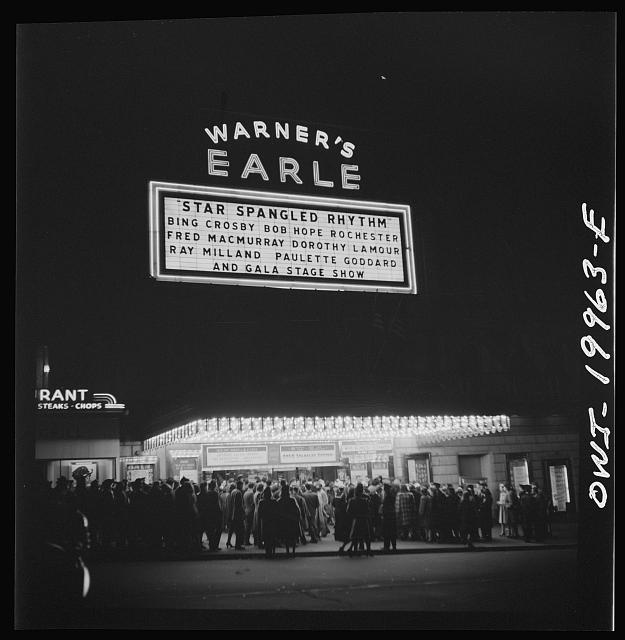 WARNER'S
EARLE
"STAR SPANGLED RHYTHM"
BING CROSBY BOB HOPE ROCHESTER
FRED MACMURRAY DOROTHY LAMOUR
RAY MILLAND PAULETTE GODDARD
AND GALA STAGE SHOW
RANT
STEAKS - CHOPS
OWI-19963-E